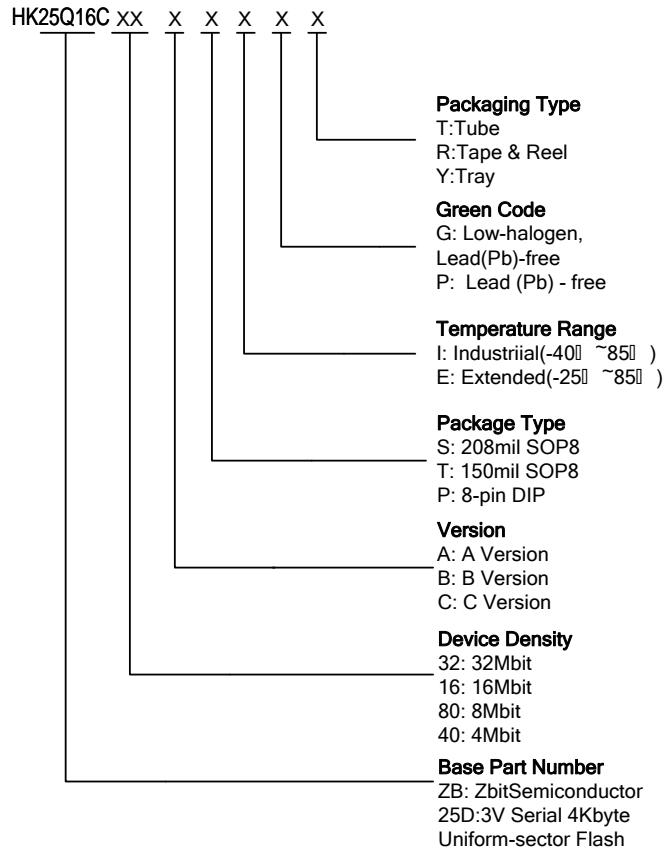 HK25Q16C XX X X X X X
Packaging Type
T:Tube
R:Tape & Reel
Y:Tray
Green Code
G: Low-halogen,
Lead(Pb)-free
P: Lead (Pb) - free
Temperature Range
I: Industriial(-40▯ ~85▯ )
E: Extended(-25▯ ~85▯ )
Package Type
S: 208mil SOP8
T: 150mil SOP8
P: 8-pin DIP
Version
A: A Version
B: B Version
C: C Version
Device Density
32: 32Mbit
16: 16Mbit
80: 8Mbit
40: 4Mbit
Base Part Number
ZB: ZbitSemiconductor
25D:3V Serial 4Kbyte
Uniform-sector Flash